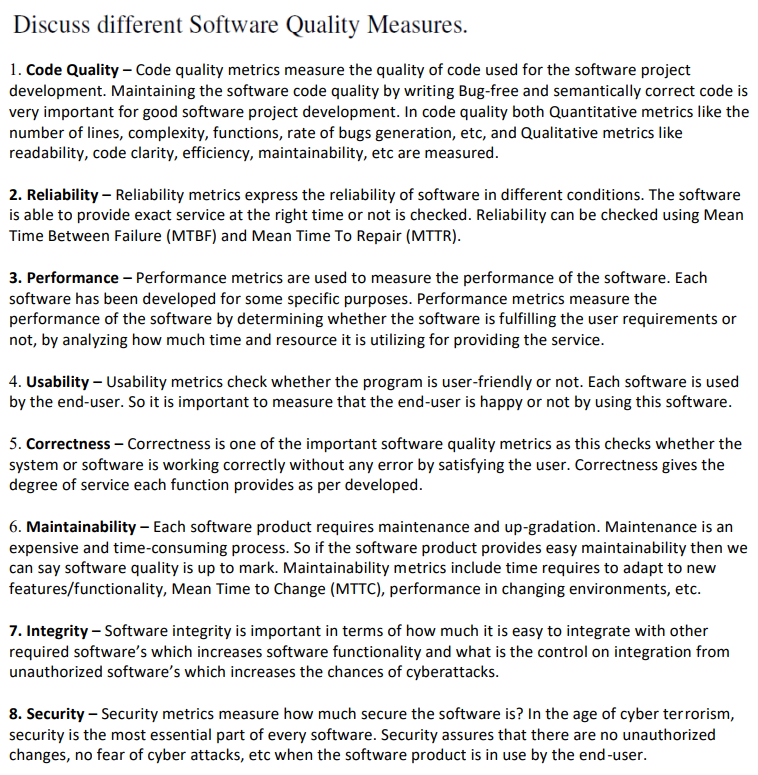 Discuss different Software Quality Measures.
1. Code Quality – Code quality metrics measure the quality of code used for the software project
development. Maintaining the software code quality by writing Bug-free and semantically correct code is
very important for good software project development. In code quality both Quantitative metrics like the
number of lines, complexity, functions, rate of bugs generation, etc, and Qualitative metrics like
readability, code clarity, efficiency, maintainability, etc are measured.
2. Reliability – Reliability metrics express the reliability of software in different conditions. The software
is able to provide exact service at the right time or not is checked. Reliability can be checked using Mean
Time Between Failure (MTBF) and Mean Time To Repair (MTTR).
3. Performance – Performance metrics are used to measure the performance of the software. Each
software has been developed for some specific purposes. Performance metrics measure the
performance of the software by determining whether the software is fulfilling the user requirements or
not, by analyzing how much time and resource it is utilizing for providing the service.
4. Usability – Usability metrics check whether the program is user-friendly or not. Each software is used
by the end-user. So it is important to measure that the end-user is happy or not by using this software.
5. Correctness – Correctness is one of the important software quality metrics as this checks whether the
system or software is working correctly without any error by satisfying the user. Correctness gives the
degree of service each function provides as per developed.
6. Maintainability – Each software product requires maintenance and up-gradation. Maintenance is an
expensive and time-consuming process. So if the software product provides easy maintainability then we
can say software quality is up to mark. Maintainability metrics include time requires to adapt to new
features/functionality, Mean Time to Change (MTTC), performance in changing environments, etc.
7. Integrity – Software integrity is important in terms of how much it is easy to integrate with other
required software’s which increases software functionality and what is the control on integration from
unauthorized software’s which increases the chances of cyberattacks.
8. Security – Security metrics measure how much secure the software is? In the age of cyber terrorism,
security is the most essential part of every software. Security assures that there are no unauthorized
changes, no fear of cyber attacks, etc when the software product is in use by the end-user.